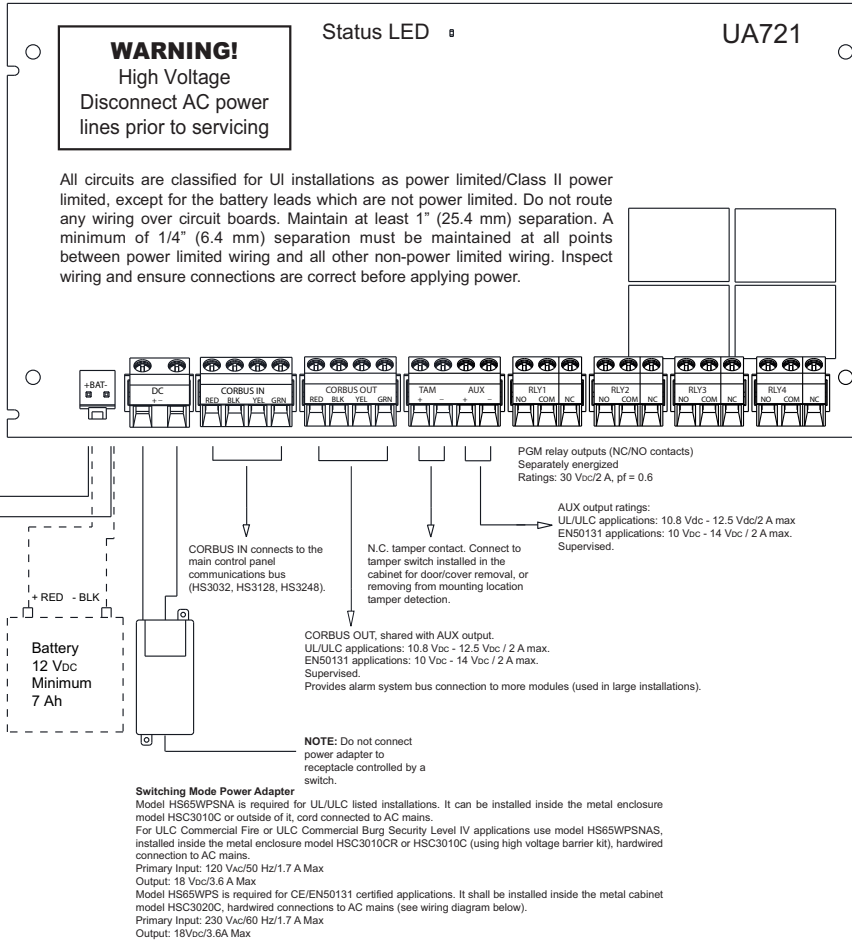 Status LED
UA721
WARNING!
High Voltage
Disconnect AC power
lines prior to servicing
All circuits are classified for UI installations as power limited/Class II power
limited, except for the battery leads which are not power limited. Do not route
any wiring over circuit boards. Maintain at least 1” (25.4 mm) separation. A
minimum of 1/4” (6.4 mm) separation must be maintained at all points
between power limited wiring and all other non-power limited wiring. Inspect
wiring and ensure connections are correct before applying power.
+BAT-
DC
+ −
CORBUS IN
RED BLK YEL GRN
CORBUS OUT
RED BLK YEL GRN
TAM AUX
+ − + −
RLY1
NO COM NC
RLY2
NO COM NC
RLY3
NO COM NC
RLY4
NO COM NC
PGM relay outputs (NC/NO contacts)
Separately energized
Ratings: 30 VDC/2 A, pf = 0.6
AUX output ratings:
UL/ULC applications: 10.8 Vdc - 12.5 Vdc/2 A max
EN50131 applications: 10 VDC - 14 VDC / 2 A max.
Supervised.
CORBUS IN connects to the
main control panel
communications bus
(HS3032, HS3128, HS3248).
N.C. tamper contact. Connect to
tamper switch installed in the
cabinet for door/cover removal, or
removing from mounting location
tamper detection.
+ RED - BLK
Battery
12 VDC
Minimum
7 Ah
CORBUS OUT, shared with AUX output.
UL/ULC applications: 10.8 VDC - 12.5 VDC / 2 A max.
EN50131 applications: 10 VDC - 14 VDC / 2 A max.
Supervised.
Provides alarm system bus connection to more modules (used in large installations).
NOTE: Do not connect
power adapter to
receptacle controlled by a
switch.
Switching Mode Power Adapter
Model HS65WPSNA is required for UL/ULC listed installations. It can be installed inside the metal enclosure
model HSC3010C or outside of it, cord connected to AC mains.
For ULC Commercial Fire or ULC Commercial Burg Security Level IV applications use model HS65WPSNAS,
installed inside the metal enclosure model HSC3010CR or HSC3010C (using high voltage barrier kit), hardwired
connection to AC mains.
Primary Input: 120 VAC/50 Hz/1.7 A Max
Output: 18 VDC/3.6 A Max
Model HS65WPS is required for CE/EN50131 certified applications. It shall be installed inside the metal cabinet
model HSC3020C, hardwired connections to AC mains (see wiring diagram below).
Primary Input: 230 VAC/60 Hz/1.7 A Max
Output: 18VDC/3.6A Max